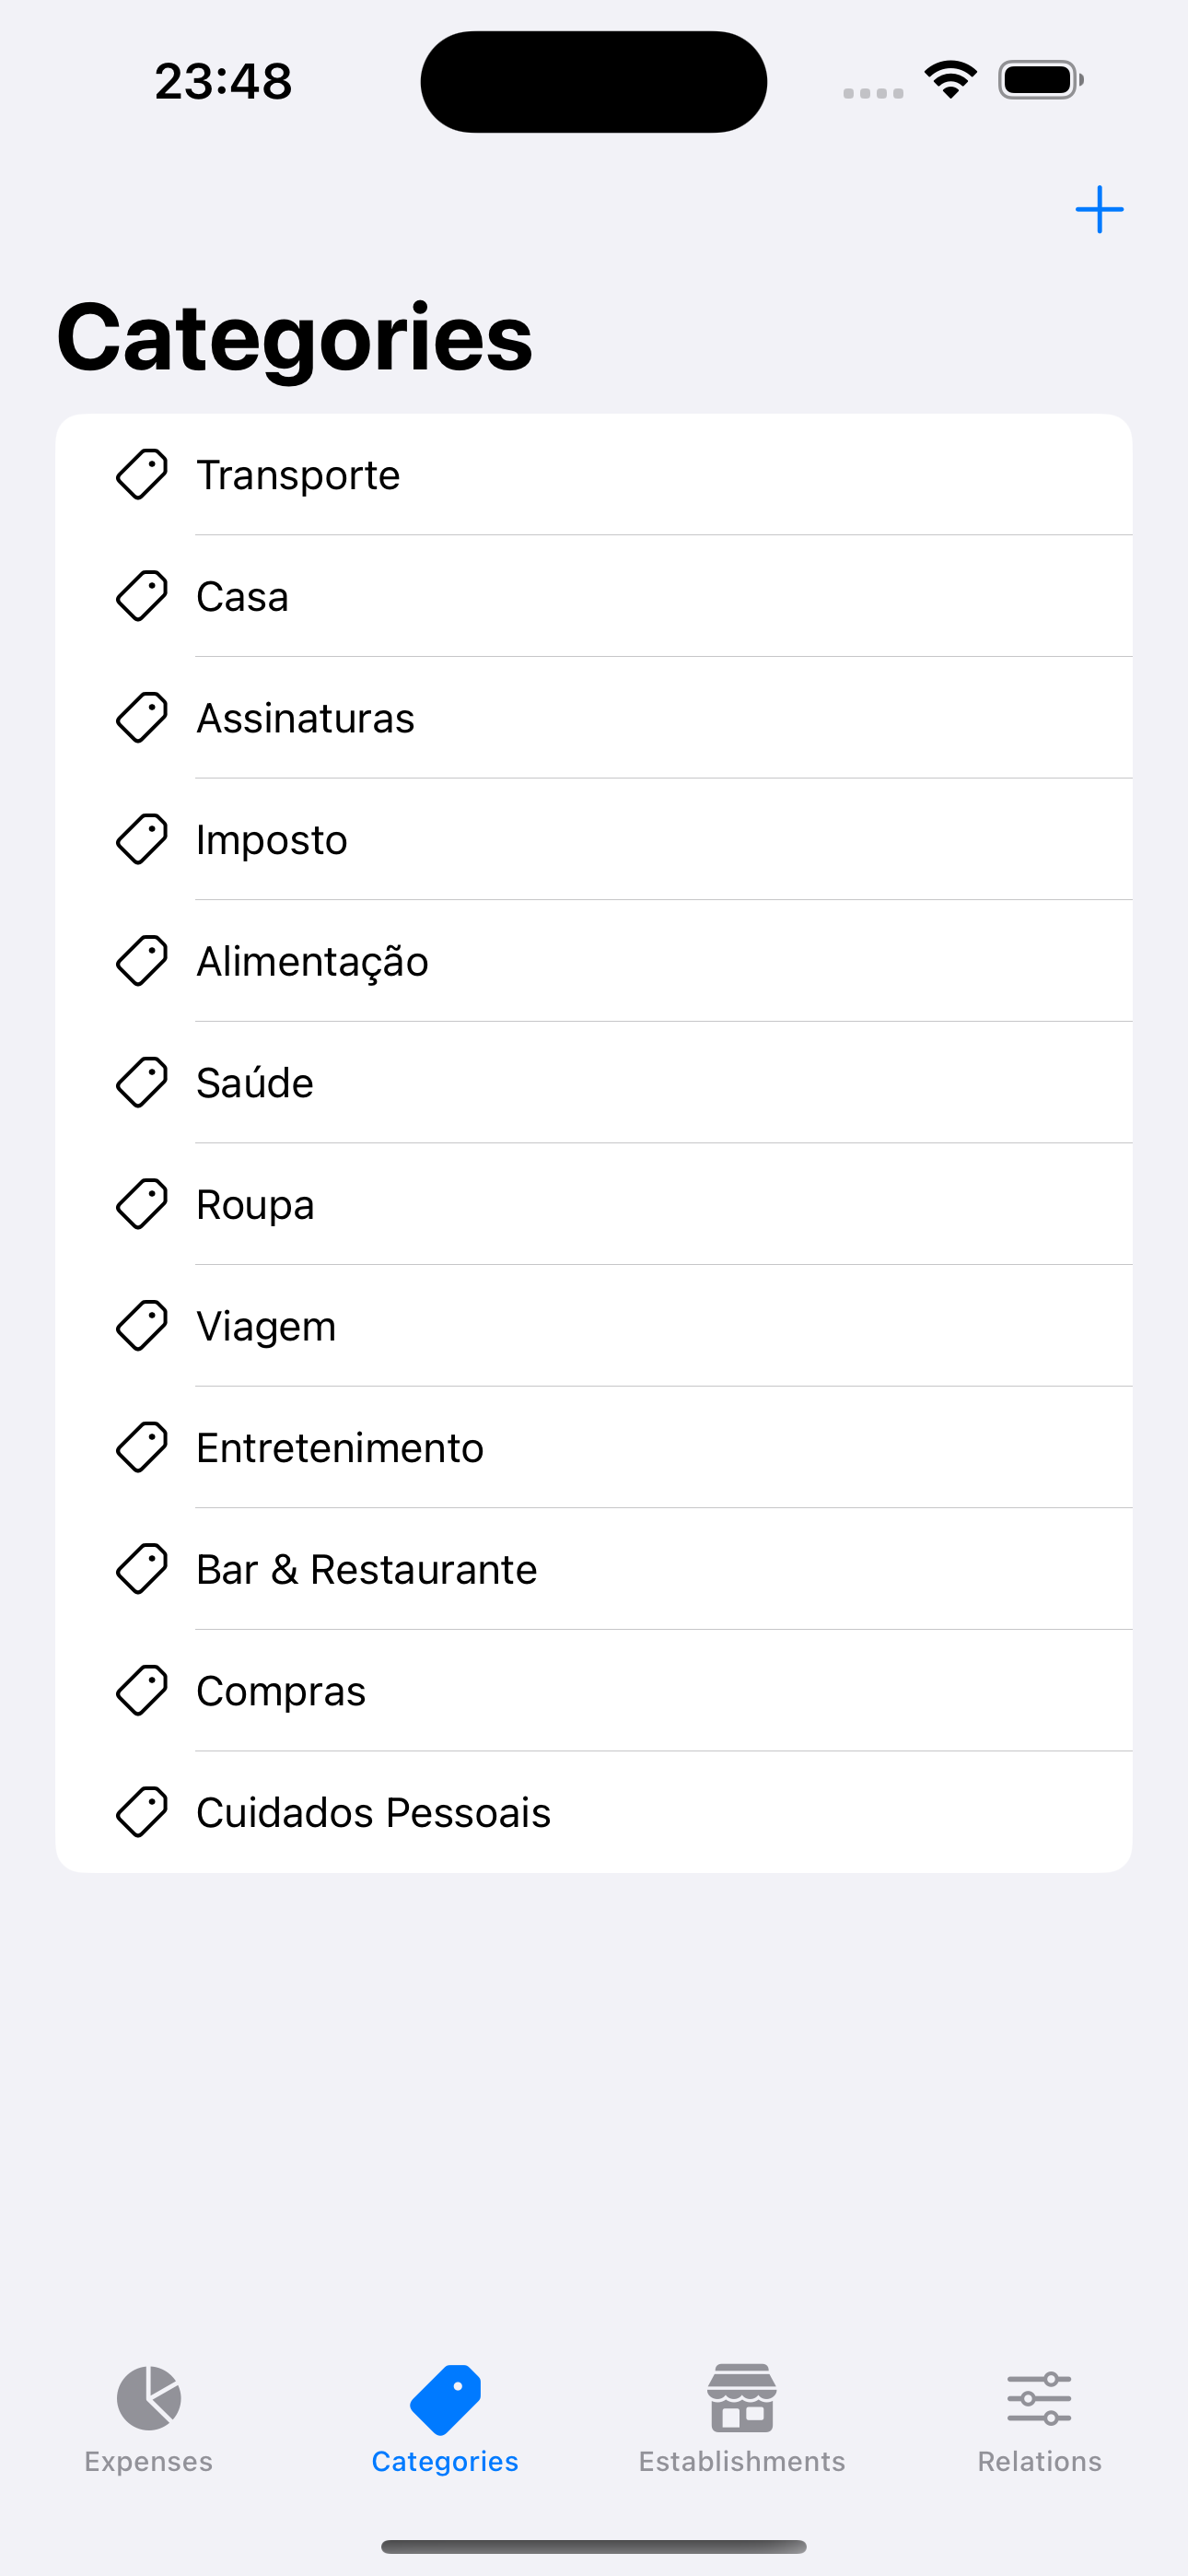 23:48
Categories
Transporte
Casa
Assinaturas
Imposto
Alimentação
Saúde
Roupa
Viagem
Entretenimento
Bar & Restaurante
Compras
Cuidados Pessoais
Expenses
Categories
Establishments
Relations